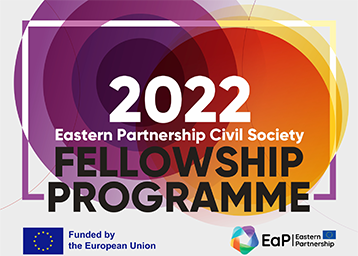 2022
Eastern Partnership Civil Society
FELLOWSHIP
PROGRAMME
Funded by
the European Union
EaP
Eastern
Partnership